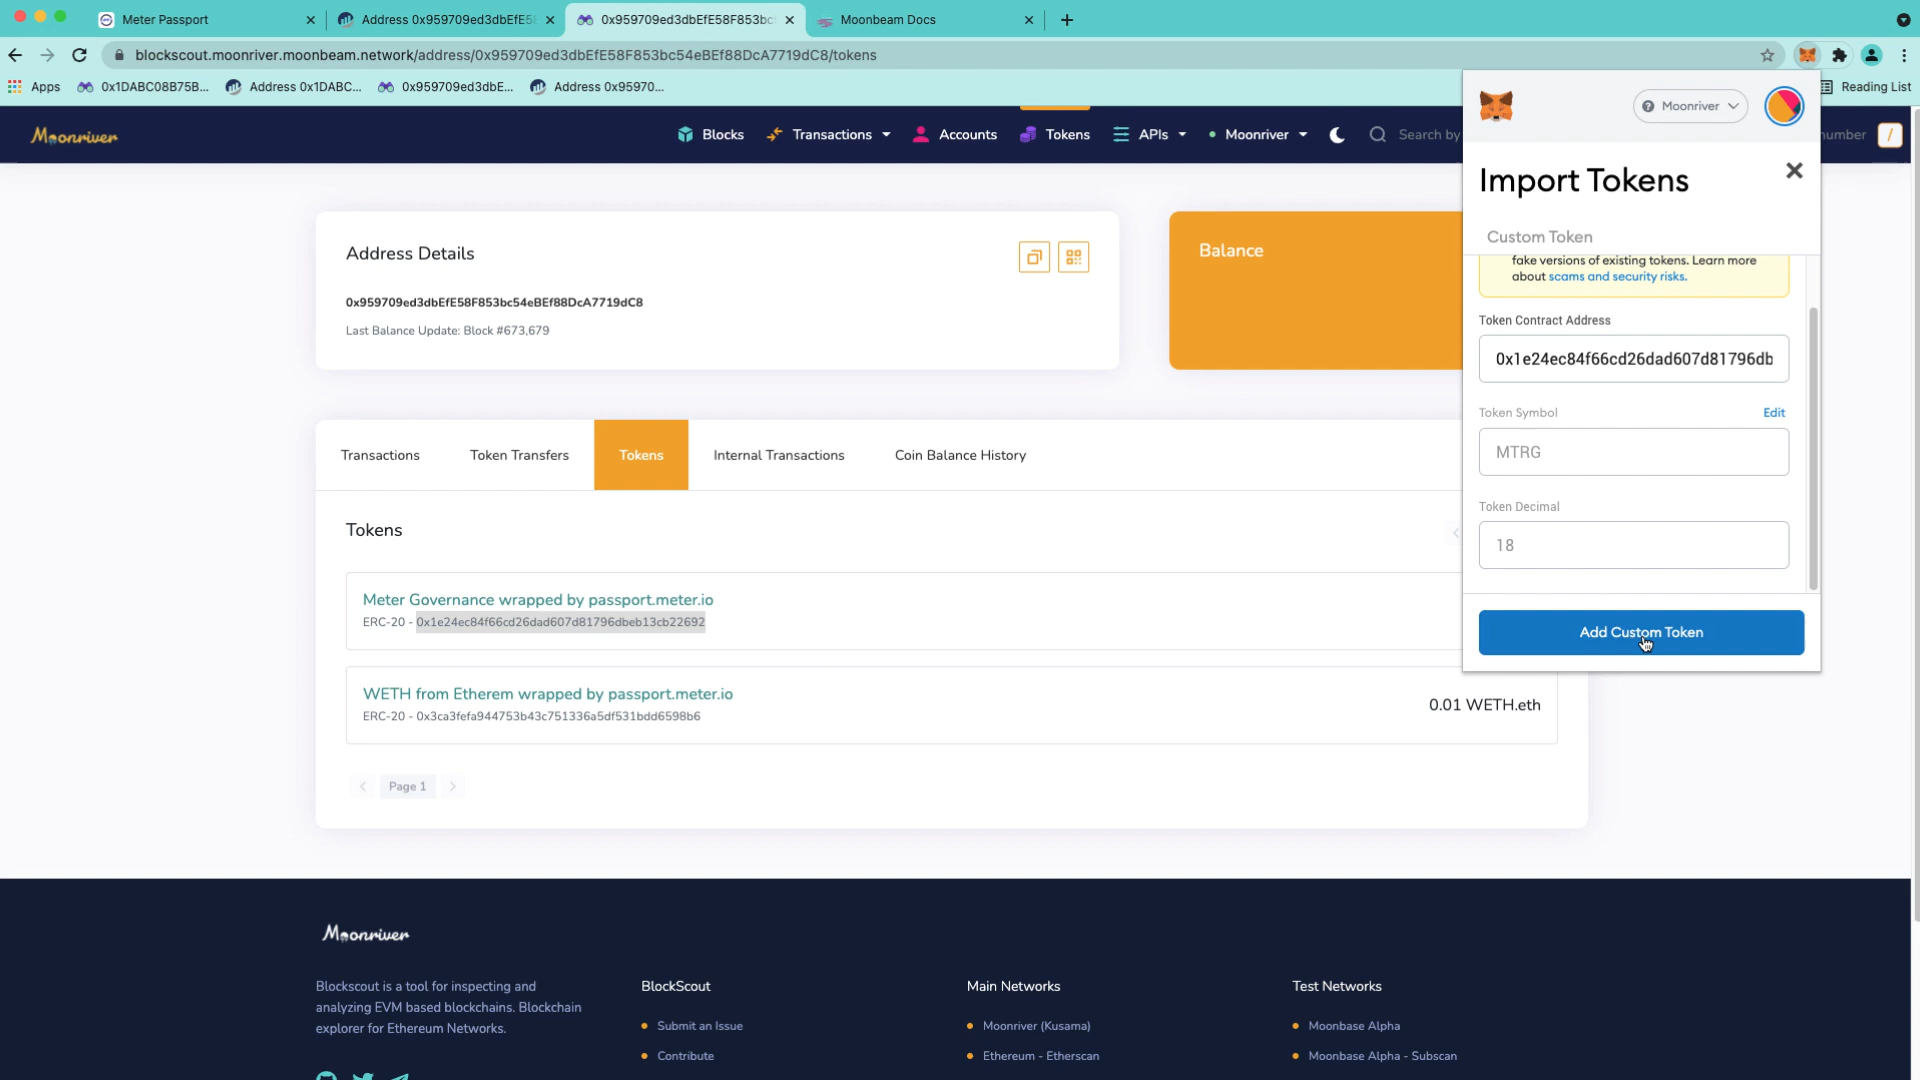 Meter Passport
Address 0x959709ed3dbEfE58
0x959709ed3dbEfE58F853bc
Moonbeam Docs
blockscout.moonriver.moonbeam.network/address/0x959709ed3dbEfE58F853bc54eBEf88DcA7719dC8/tokens
Apps
0x1DABC08B75B...
Address 0x1DABC...
0x959709ed3dbE...
Address 0x95970...
Reading List
Moonriver
Blocks
Transactions
Accounts
Tokens
APIs
Moonriver
Search by
number
/
Address Details
0x959709ed3dbEfE58F853bc54eBEf88DcA7719dC8
Last Balance Update: Block #673,679
Balance
Transactions
Token Transfers
Tokens
Internal Transactions
Coin Balance History
Tokens
Meter Governance wrapped by passport.meter.io
ERC-20 - 0x1e24ec84f66cd26dad607d81796dbeb13cb22692
WETH from Etherem wrapped by passport.meter.io
ERC-20 - 0x3ca3fefa944753b43c751336a5df531bdd6598b6
0.01 WETH.eth
Page 1
Moonriver
Import Tokens
Custom Token
fake versions of existing tokens. Learn more
about scams and security risks.
Token Contract Address
0x1e24ec84f66cd26dad607d81796db
Token Symbol
Edit
MTRG
Token Decimal
18
Add Custom Token
Moonriver
Blockscout is a tool for inspecting and
analyzing EVM based blockchains. Blockchain
explorer for Ethereum Networks.
BlockScout
Submit an Issue
Contribute
Main Networks
Moonriver (Kusama)
Ethereum - Etherscan
Test Networks
Moonbase Alpha
Moonbase Alpha - Subscan